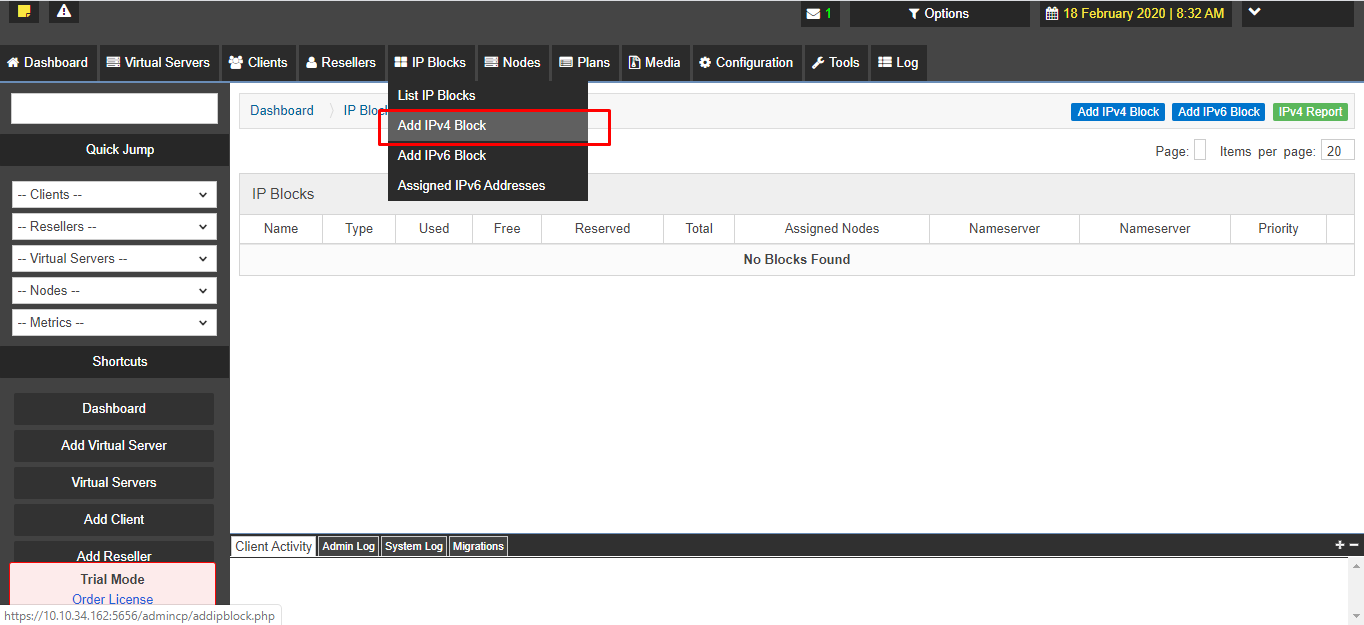 1
Options
18 February 2020 | 8:32 AM
Dashboard
Virtual Servers
Clients
Resellers
IP Blocks
Nodes
Plans
Media
Configuration
Tools
Log
List IP Blocks
Add IPv4 Block
Add IPv6 Block
Assigned IPv6 Addresses
Quick Jump
-- Clients --
-- Resellers --
-- Virtual Servers --
-- Nodes --
-- Metrics --
Shortcuts
Dashboard
Add Virtual Server
Virtual Servers
Add Client
Add Reseller
Trial Mode
Order License
Dashboard
IP Block
Add IPv4 Block
Add IPv6 Block
IPv4 Report
Page:
Items per page: 20
IP Blocks
Name Type Used Free Reserved Total Assigned Nodes Nameserver Nameserver Priority
No Blocks Found
Client Activity
Admin Log
System Log
Migrations
https://10.10.34.162:5656/admincp/addipblock.php